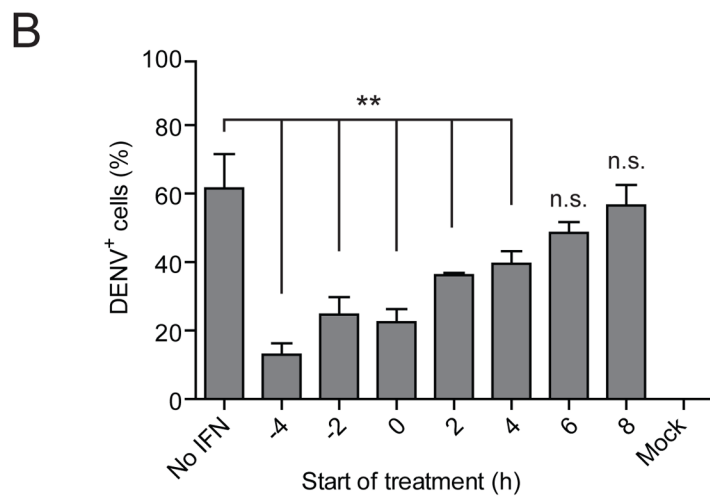 B
100
80
60
40
20
0
DENV+ cells (%)
**
n.s.
n.s.
No IFN
-4
-2
0
2
4
6
8
Mock
Start of treatment (h)